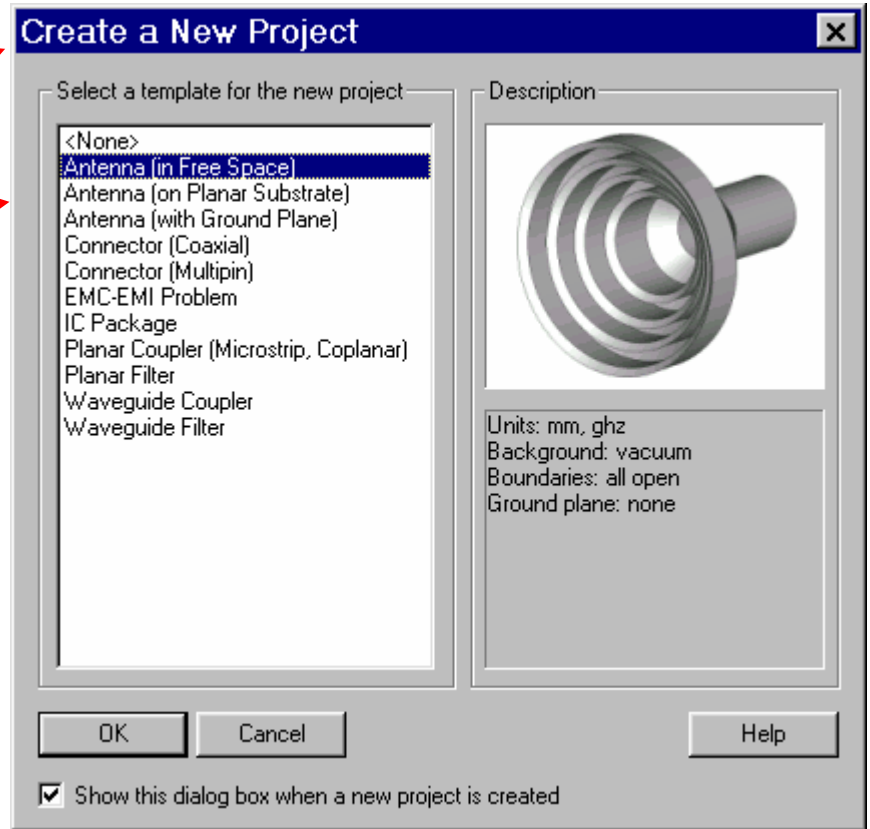 Create a New Project
Select a template for the new project
<None>
Antenna (in Free Space)
Antenna (on Planar Substrate)
Antenna (with Ground Plane)
Connector (Coaxial)
Connector (Multipin)
EMC-EMI Problem
IC Package
Planar Coupler (Microstrip, Coplanar)
Planar Filter
Waveguide Coupler
Waveguide Filter
Description
Units: mm, ghz
Background: vacuum
Boundaries: all open
Ground plane: none
OK
Cancel
Help
Show this dialog box when a new project is created